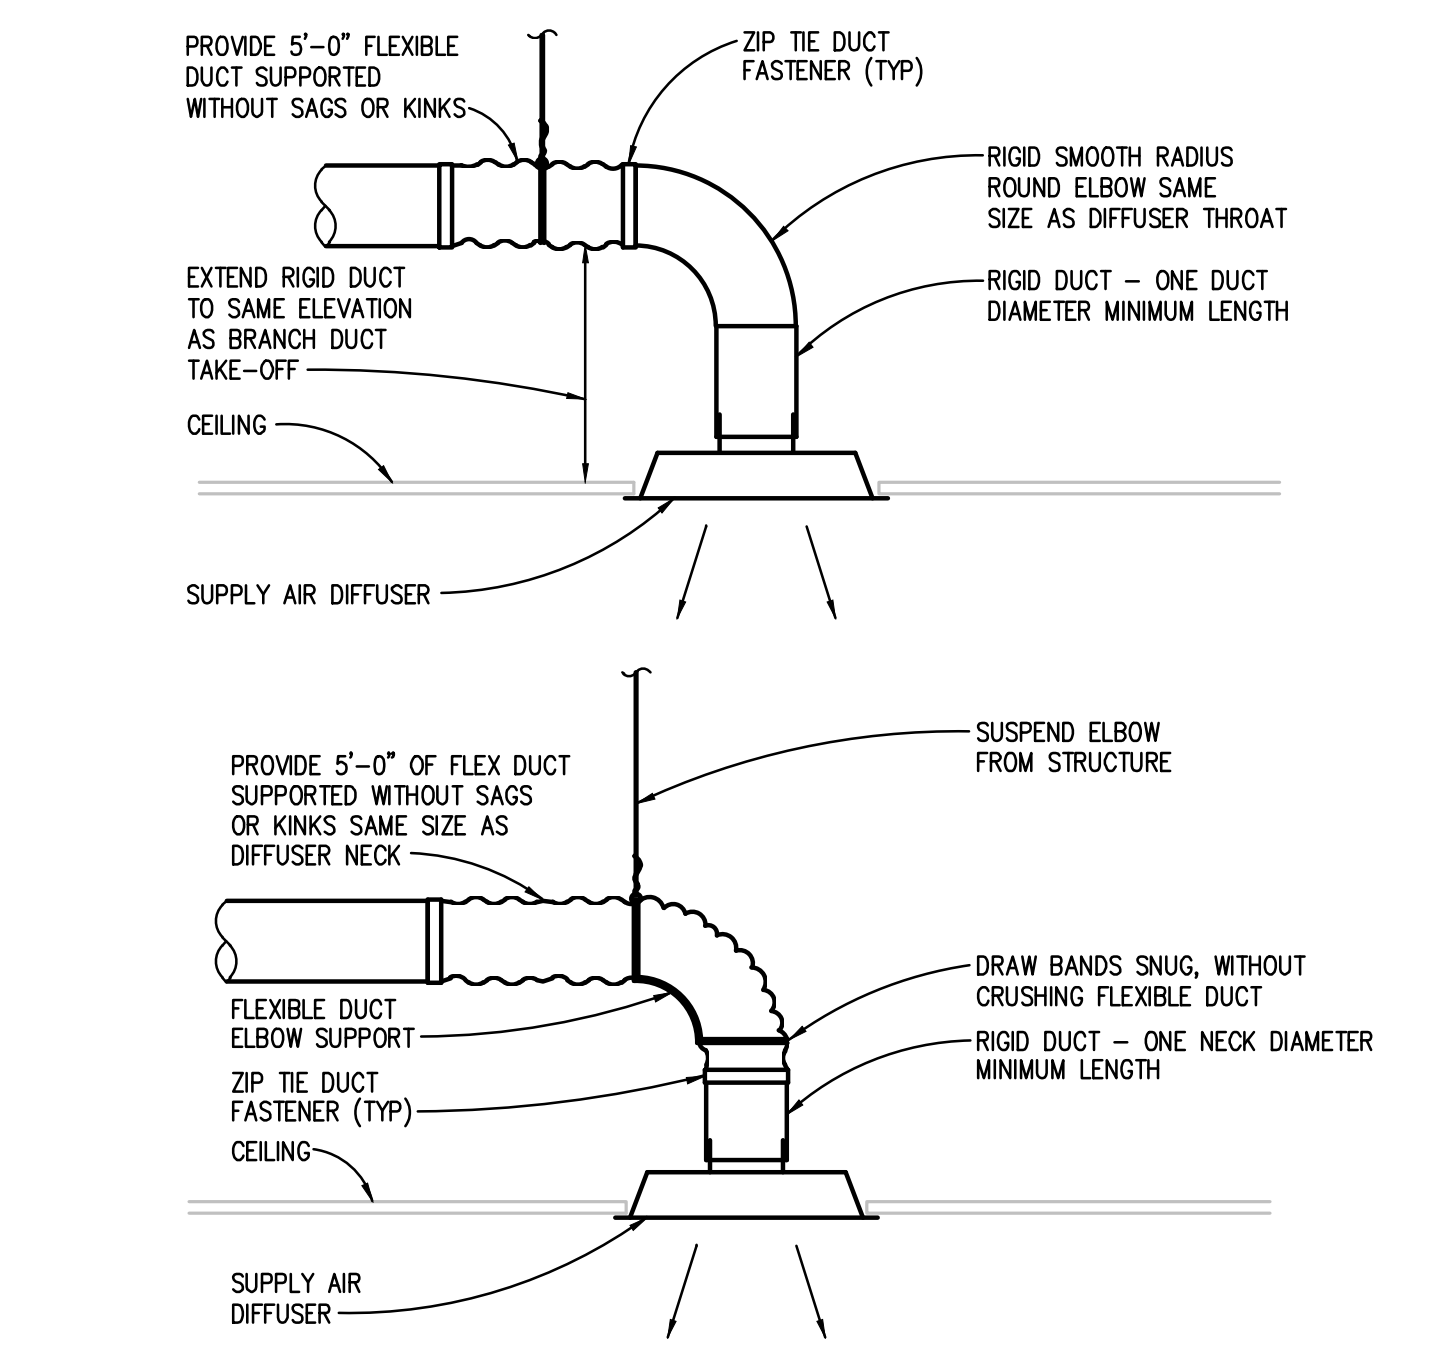 PROVIDE 5'-0" FLEXIBLE
DUCT SUPPORTED
WITHOUT SAGS OR KINKS
ZIP TIE DUCT
FASTENER (TYP)
RIGID SMOOTH RADIUS
ROUND ELBOW SAME
SIZE AS DIFFUSER THROAT
EXTEND RIGID DUCT
TO SAME ELEVATION
AS BRANCH DUCT
TAKE-OFF
RIGID DUCT - ONE DUCT
DIAMETER MINIMUM LENGTH
CEILING
SUPPLY AIR DIFFUSER
SUSPEND ELBOW
FROM STRUCTURE
PROVIDE 5'-0" OF FLEX DUCT
SUPPORTED WITHOUT SAGS
OR KINKS SAME SIZE AS
DIFFUSER NECK
DRAW BANDS SNUG, WITHOUT
CRUSHING FLEXIBLE DUCT
FLEXIBLE DUCT
ELBOW SUPPORT
RIGID DUCT - ONE NECK DIAMETER
MINIMUM LENGTH
ZIP TIE DUCT
FASTENER (TYP)
CEILING
SUPPLY AIR
DIFFUSER